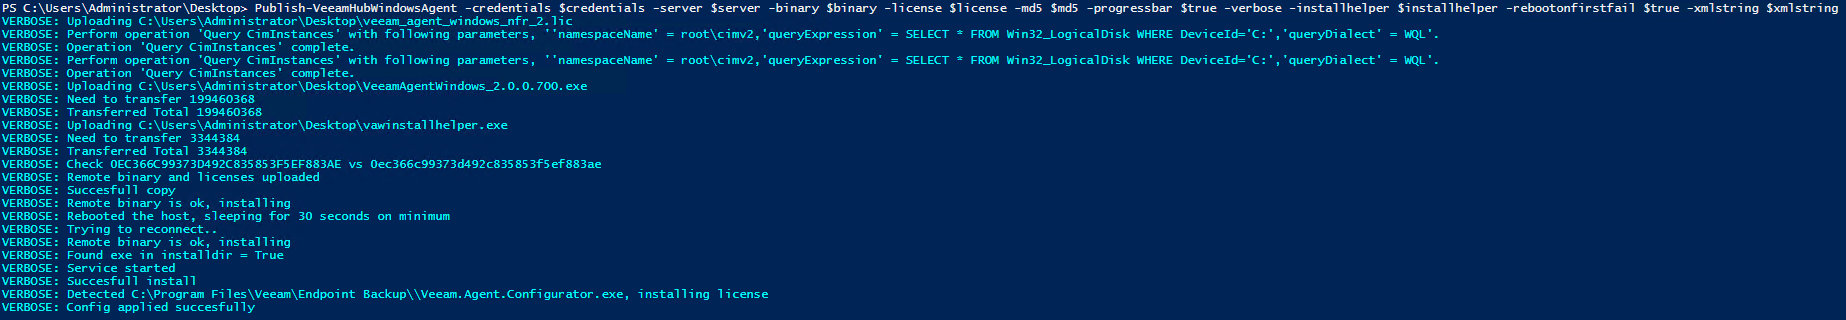 PS C:\Users\Administrator\Desktop> Publish-VeeamHubWindowsAgent -credentials $credentials -server $server -binary $binary -license $license -md5 $md5 -progressbar $true -verbose -installhelper $installhelper -rebootonfirstfail $true -xmlstring $xmlstring
VERBOSE: Uploading C:\Users\Administrator\Desktop\veeam_agent_windows_nfr_2.lic
VERBOSE: Perform operation 'Query CimInstances' with following parameters, ''namespaceName' = root\cimv2,'queryExpression' = SELECT * FROM Win32_LogicalDisk WHERE DeviceId='C:','queryDialect' = WQL'.
VERBOSE: Operation 'Query CimInstances' complete.
VERBOSE: Perform operation 'Query CimInstances' with following parameters, ''namespaceName' = root\cimv2,'queryExpression' = SELECT * FROM Win32_LogicalDisk WHERE DeviceId='C:','queryDialect' = WQL'.
VERBOSE: Operation 'Query CimInstances' complete.
VERBOSE: Uploading C:\Users\Administrator\Desktop\VeeamAgentWindows_2.0.0.700.exe
VERBOSE: Need to transfer 199460368
VERBOSE: Transferred Total 199460368
VERBOSE: Uploading C:\Users\Administrator\Desktop\vawinstallhelper.exe
VERBOSE: Need to transfer 3344384
VERBOSE: Transferred Total 3344384
VERBOSE: Check 0EC366C99373D492C835853F5EF883AE vs 0ec366c99373d492c835853f5ef883ae
VERBOSE: Remote binary and licenses uploaded
VERBOSE: Succesfull copy
VERBOSE: Remote binary is ok, installing
VERBOSE: Rebooted the host, sleeping for 30 seconds on minimum
VERBOSE: Trying to reconnect..
VERBOSE: Remote binary is ok, installing
VERBOSE: Found exe in installdir = True
VERBOSE: Service started
VERBOSE: Succesfull install
VERBOSE: Detected C:\Program Files\Veeam\Endpoint Backup\\Veeam.Agent.Configurator.exe, installing license
VERBOSE: Config applied succesfully